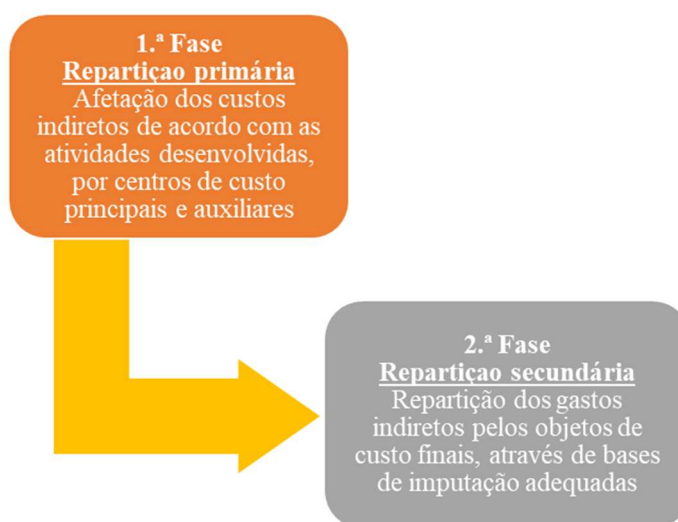 1.ª Fase
Repartiçao primária
Afetação dos custos
indiretos de acordo com as
atividades desenvolvidas,
por centros de custo
principais e auxiliares
2.ª Fase
Repartiçao secundária
Repartição dos gastos
indiretos pelos objetos de
custo finais, através de bases
de imputação adequadas